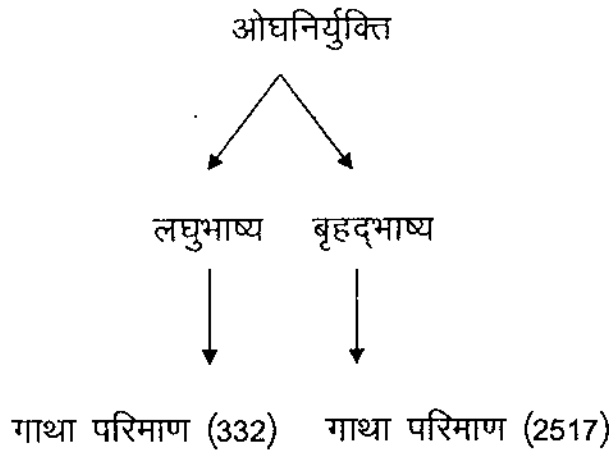 ओघनिर्युक्ति
लघुभाष्य बृहद्‌भाष्य
गाथा परिमाण (332) गाथा परिमाण (2517)